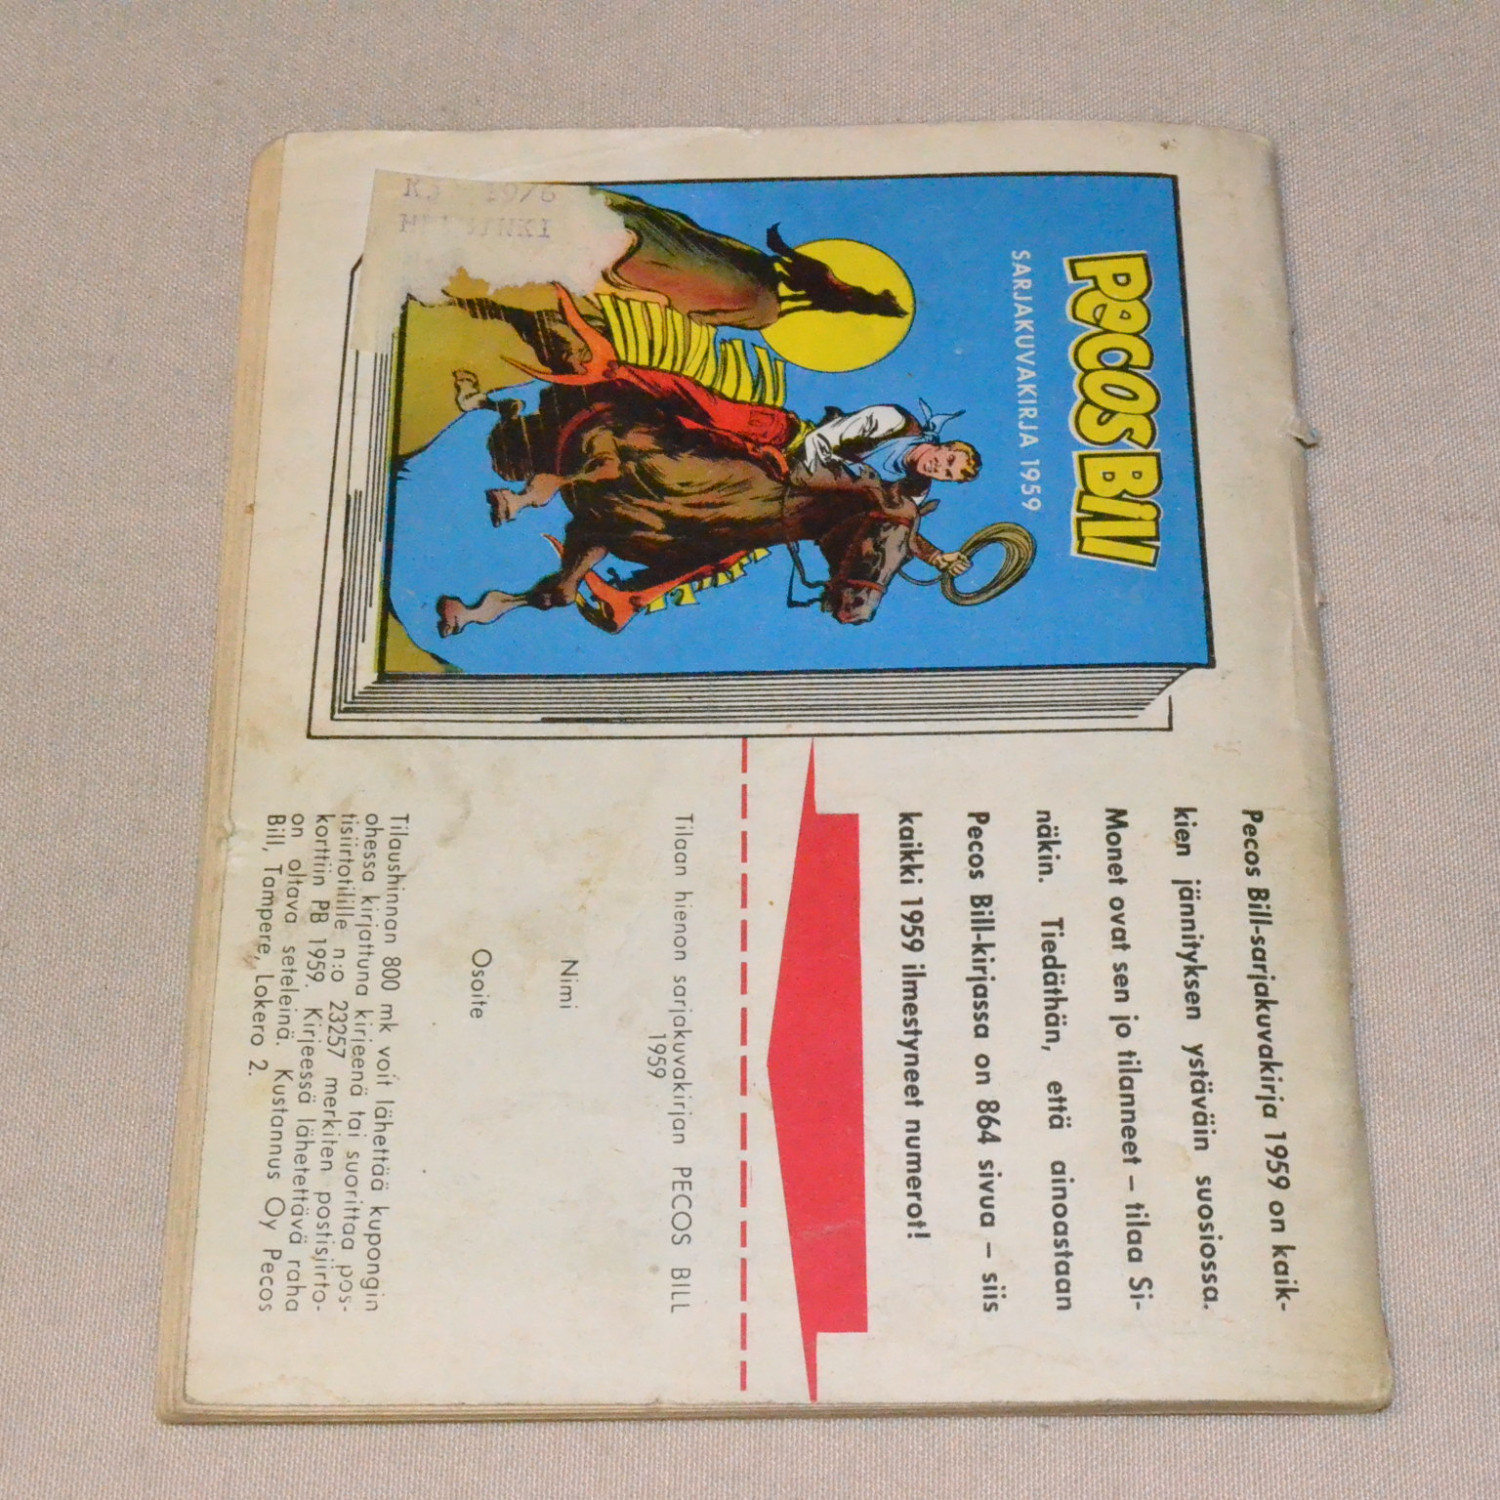 PECOS BILL
SARJAKUVAKIRJA 1959
HELSINKI
Pecos Bill-sarjakuvakirja 1959 on kaik-
kien jännityksen ystäväin suosiossa.
Monet ovat sen jo tilanneet – tilaa Si-
näkin. Tiedäthän, että ainoastaan
Pecos Bill-kirjassa on 864 sivua – siis
kaikki 1959 ilmestyneet numerot!
Tilaan hienon sarjakuvakirjan PECOS BILL
1959
Nimi
Osoite
Tilaushinnan 800 mk voit lähettää kupongin
ohessa kirjattuna kirjeenä tai suorittaa pos-
tisiirtotilille n:o 23257 merkiten postisiirto-
korttiin PB 1959. Kirjeessä lähetettävä raha
on oltava seteleinä. Kustannus Oy Pecos
Bill, Tampere, Lokero 2.